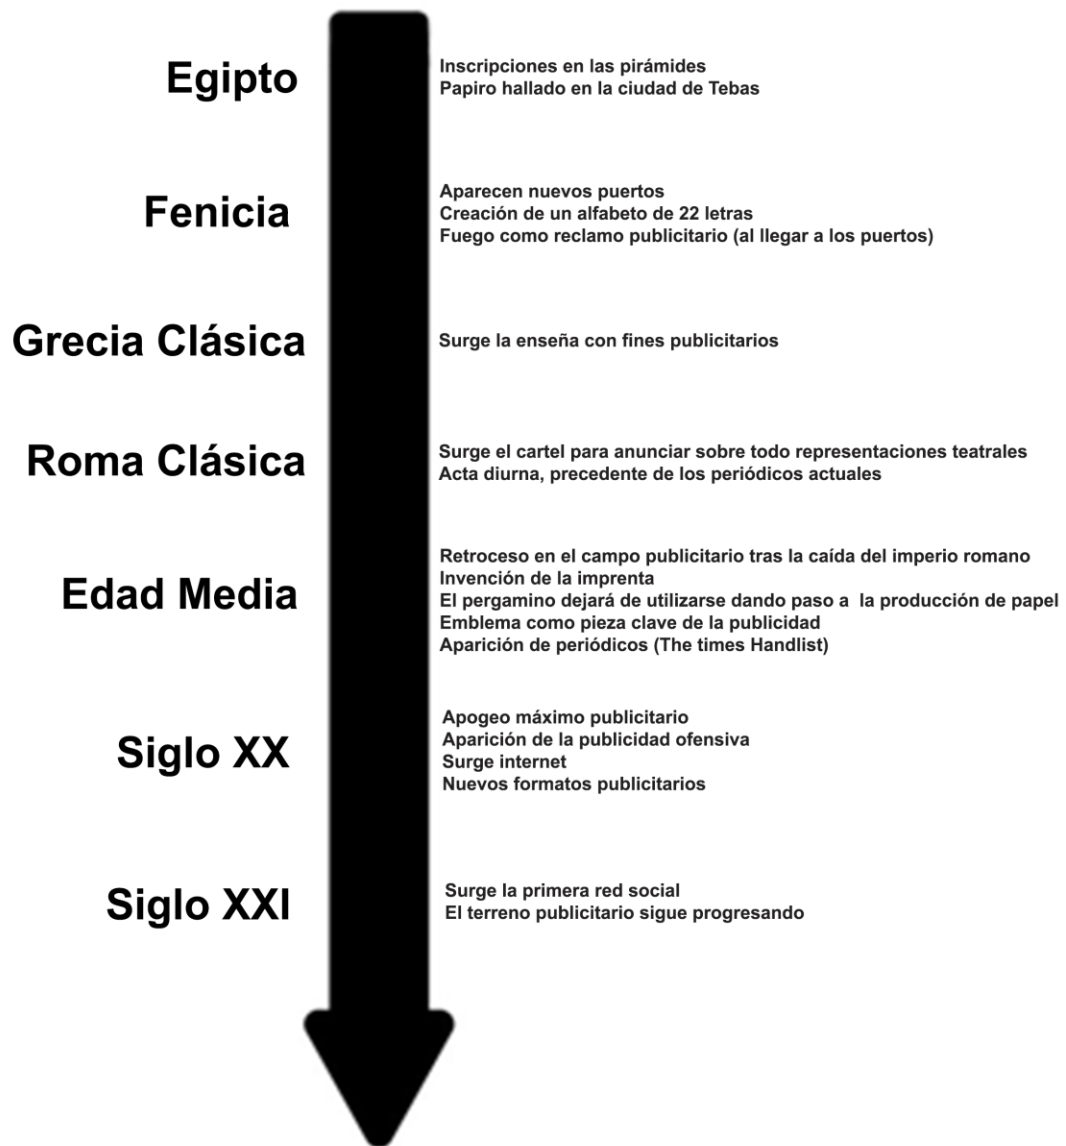 Egipto
Inscripciones en las pirámides
Papiro hallado en la ciudad de Tebas
Fenicia
Aparecen nuevos puertos
Creación de un alfabeto de 22 letras
Fuego como reclamo publicitario (al llegar a los puertos)
Grecia Clásica
Surge la enseña con fines publicitarios
Roma Clásica
Surge el cartel para anunciar sobre todo representaciones teatrales
Acta diurna, precedente de los periódicos actuales
Edad Media
Retroceso en el campo publicitario tras la caída del imperio romano
Invención de la imprenta
El pergamino dejará de utilizarse dando paso a  la producción de papel
Emblema como pieza clave de la publicidad
Aparición de periódicos (The times Handlist)
Siglo XX
Apogeo máximo publicitario
Aparición de la publicidad ofensiva
Surge internet
Nuevos formatos publicitarios
Siglo XXI
Surge la primera red social
El terreno publicitario sigue progresando